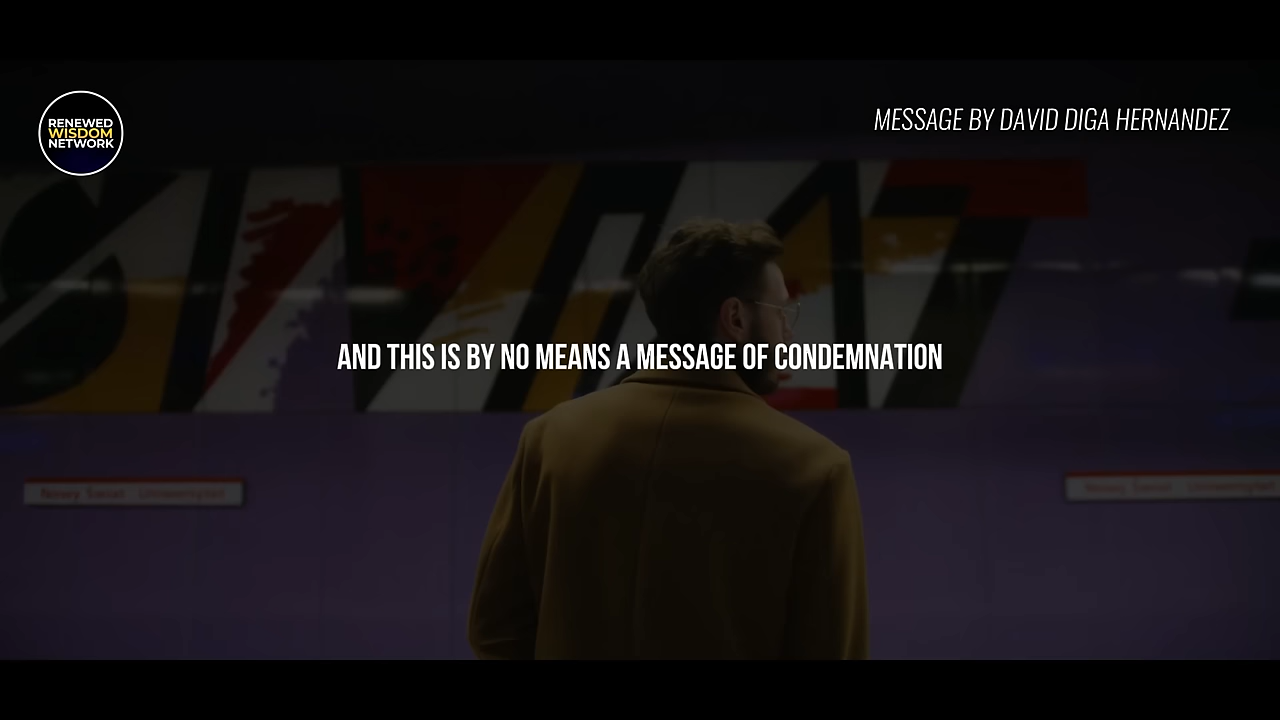 RENEWED
WISDOM
NETWORK
MESSAGE BY DAVID DIGA HERNANDEZ
AND THIS IS BY NO MEANS A MESSAGE OF CONDEMNATION